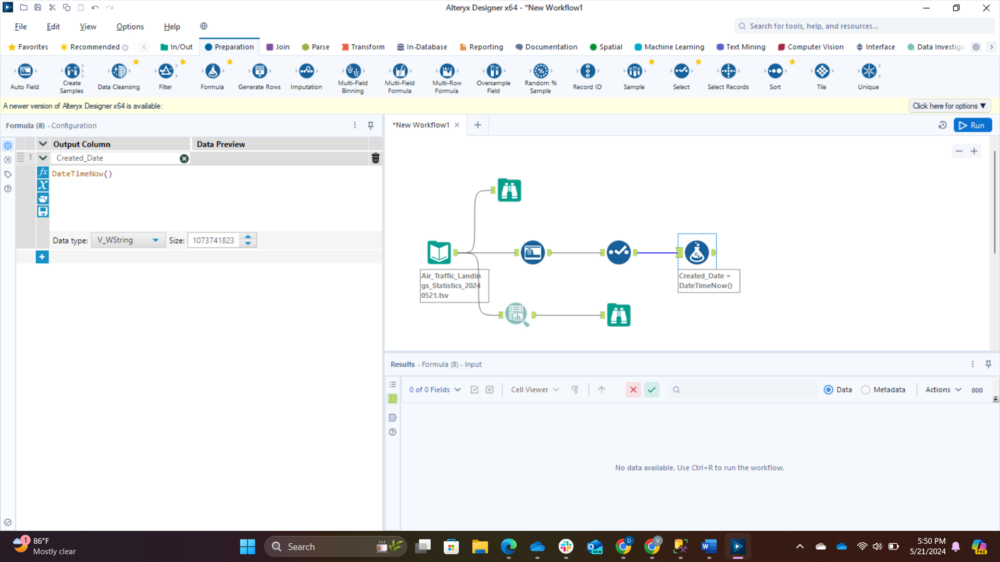 Alteryx Designer x64 - *New Workflow1
File Edit View Options Help
Search for tools, help, and resources...
Favorites Recommended In/Out Preparation Join Parse Transform In-Database Reporting Documentation Spatial Machine Learning Text Mining Computer Vision Interface Data Investiga
Auto Field
Create
Samples
Data Cleansing
Filter
Formula
Generate Rows
Imputation
Multi-Field
Binning
Multi-Field
Formula
Multi-Row
Formula
Oversample
Field
Random %
Sample
Record ID
Sample
Select
Select Records
Sort
Tile
Unique
A newer version of Alteryx Designer x64 is available:
Click here for options ▼
Formula (8) - Configuration
*New Workflow1
Run
Output Column Data Preview
1 Created_Date
fx DateTimeNow()
X
Data type: V_WString Size: 1073741823
Air_Traffic_Landin
gs_Statistics_2024
0521.tsv
Created_Date =
DateTimeNow()
Results - Formula (8) - Input
0 of 0 Fields Cell Viewer Data Metadata Actions 000
No data available. Use Ctrl+R to run the workflow.
1
86°F
Mostly clear
Search
NEW
D
V
W
5:50 PM
5/21/2024
PRE